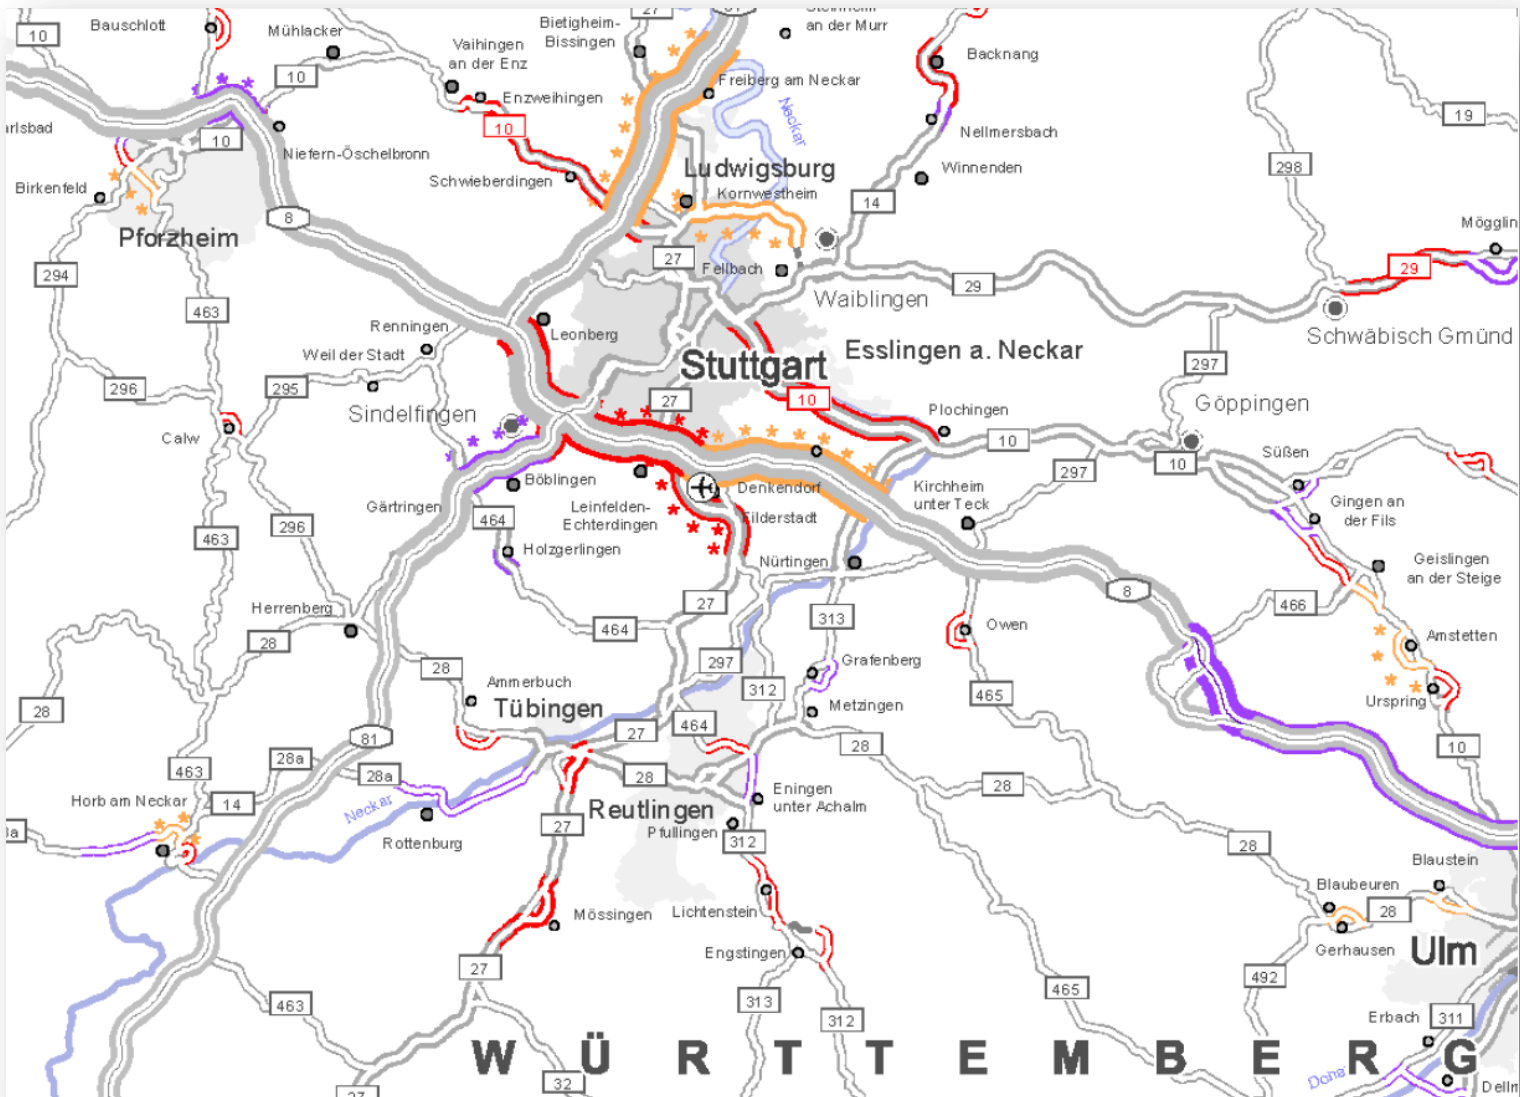 27
81
Bauschlott
10
Mühlacker
Bietigheim-
Bissingen
an der Murr
Vaihingen
an der Enz
Backnang
10
Freiberg am Neckar
Enzweihingen
19
Neckar
10
Nellmersbach
10
Niefern-Öschelbronn
298
Ludwigsburg
Winnenden
Birkenfeld
Schwieberdingen
Kornwestheim
14
8
Pforzheim
27
Fellbach
29
294
29
Waiblingen
463
Renningen
Leonberg
Schwäbisch Gmünd
Weil der Stadt
Stuttgart
Esslingen a. Neckar
297
296
295
27
10
Sindelfingen
Plochingen
Göppingen
Calw
10
10
297
Süßen
Böblingen
Denkendorf
Kirchheim
unter Teck
Gärtringen
464
Leinfelden-
Echterdingen
Filderstadt
Gingen an
der Fils
296
463
Holzgerlingen
Nürtingen
Geislingen
an der Steige
8
466
27
313
Herrenberg
464
Owen
28
Amstetten
297
Grafenberg
28
312
465
Ammerbuch
Urspring
Tübingen
Metzingen
28
464
27
81
28
10
28a
463
28a
28
28
Horb am Neckar
14
Neckar
Eningen
unter Achalm
Reutlingen
27
Pfullingen
Rottenburg
312
28
Blaustein
Blaubeuren
Mössingen
Lichtenstein
28
Engstingen
Gerhausen
Ulm
27
492
463
313
465
312
Erbach
311
WÜRTTEMBERG
32
27